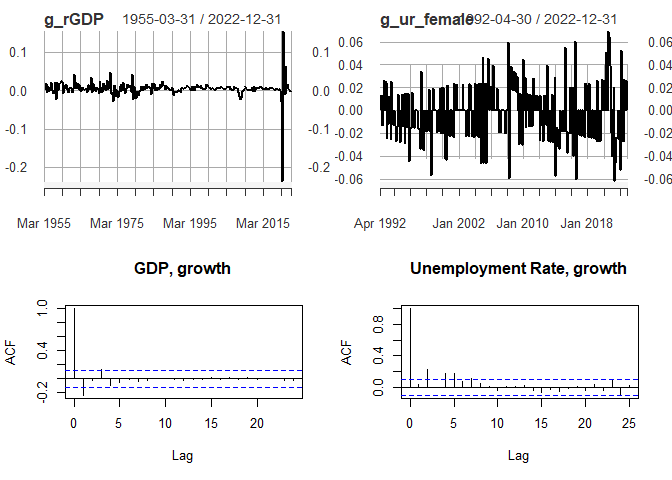 g_rGDP 1955-03-31 / 2022-12-31
0.1 0.1
0.0 0.0
-0.1 -0.1
-0.2 -0.2
Mar 1955 Mar 1975 Mar 1995 Mar 2015
g_ur_female 992-04-30 / 2022-12-31
0.06 0.06
0.04 0.04
0.02 0.02
0.00 0.00
-0.02 -0.02
-0.04 -0.04
-0.06 -0.06
Apr 1992 Jan 2002 Jan 2010 Jan 2018
GDP, growth
ACF
1.0
0.4
-0.2
0 5 10 15 20
Lag
Unemployment Rate, growth
ACF
0.8
0.4
0.0
0 5 10 15 20 25
Lag